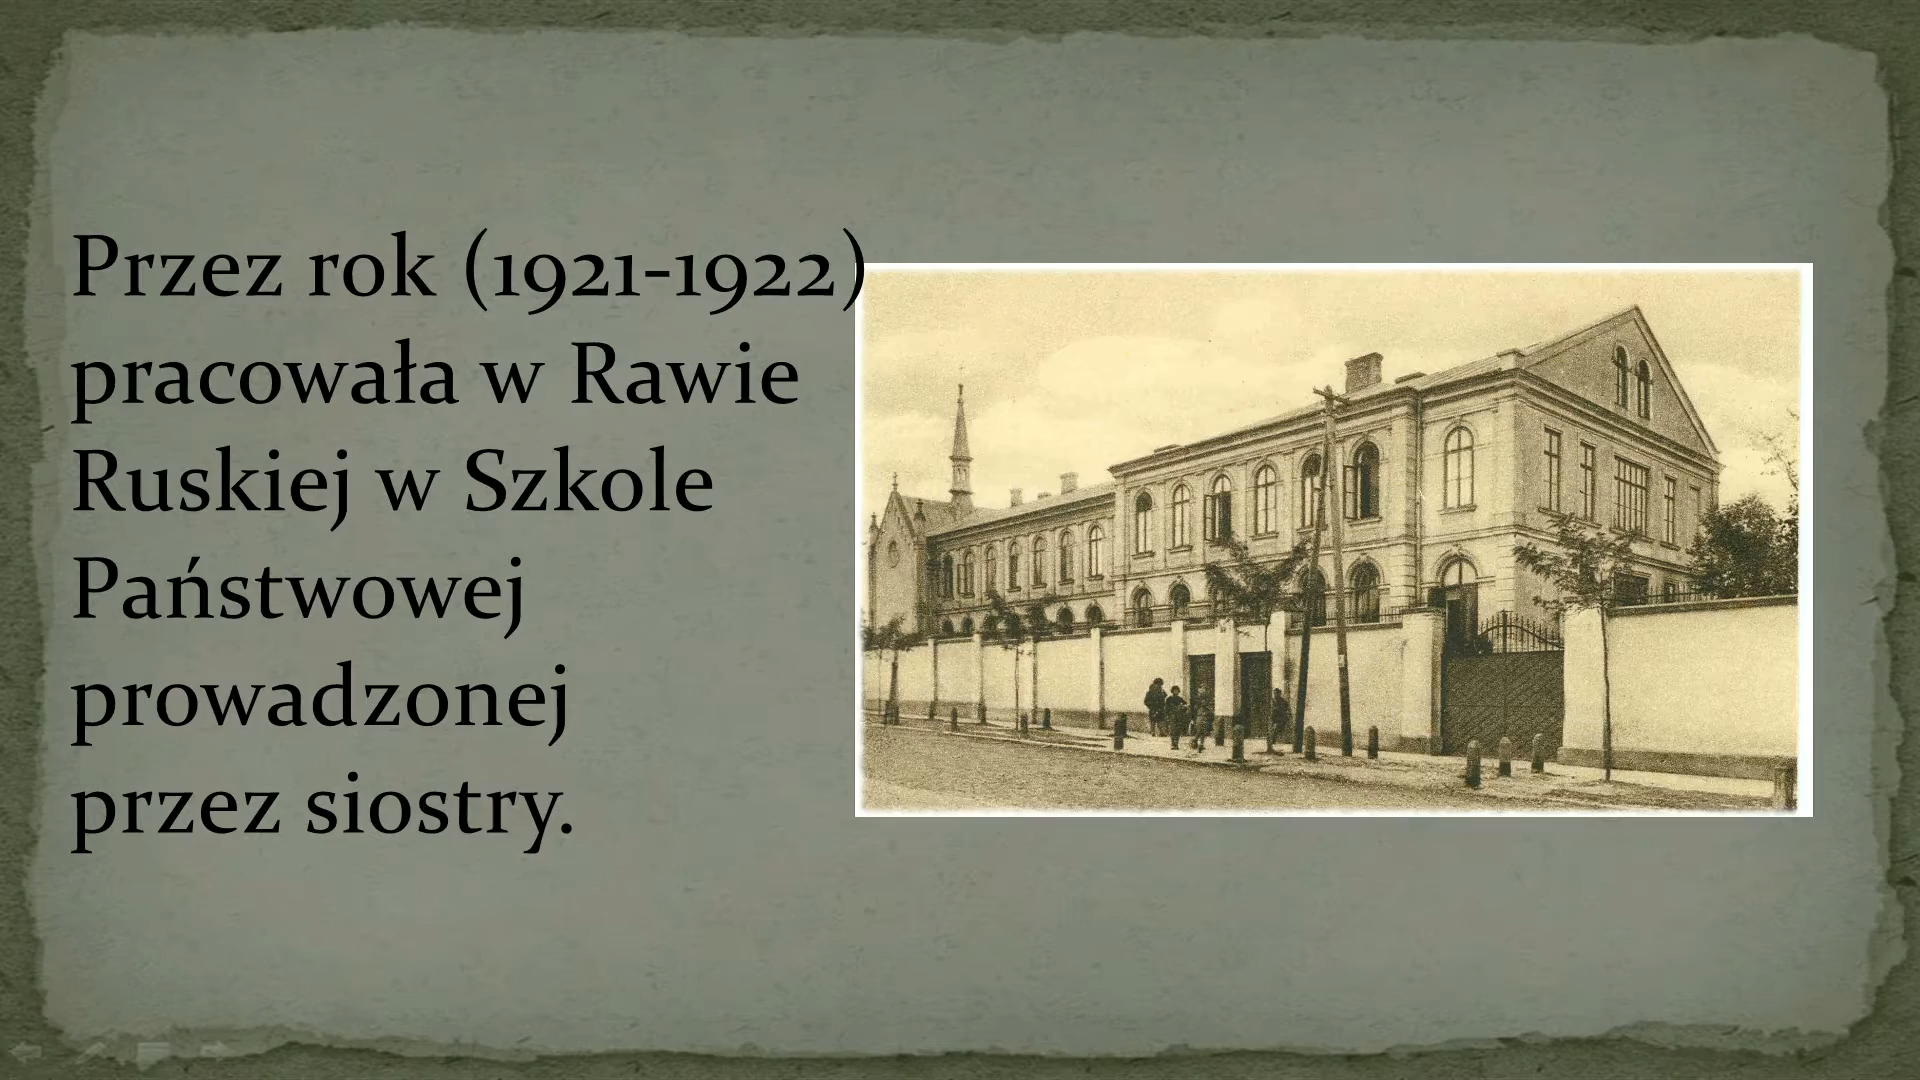 Przez rok (1921-1922)
pracowała w Rawie
Ruskiej w Szkole
Państwowej
prowadzonej
przez siostry.